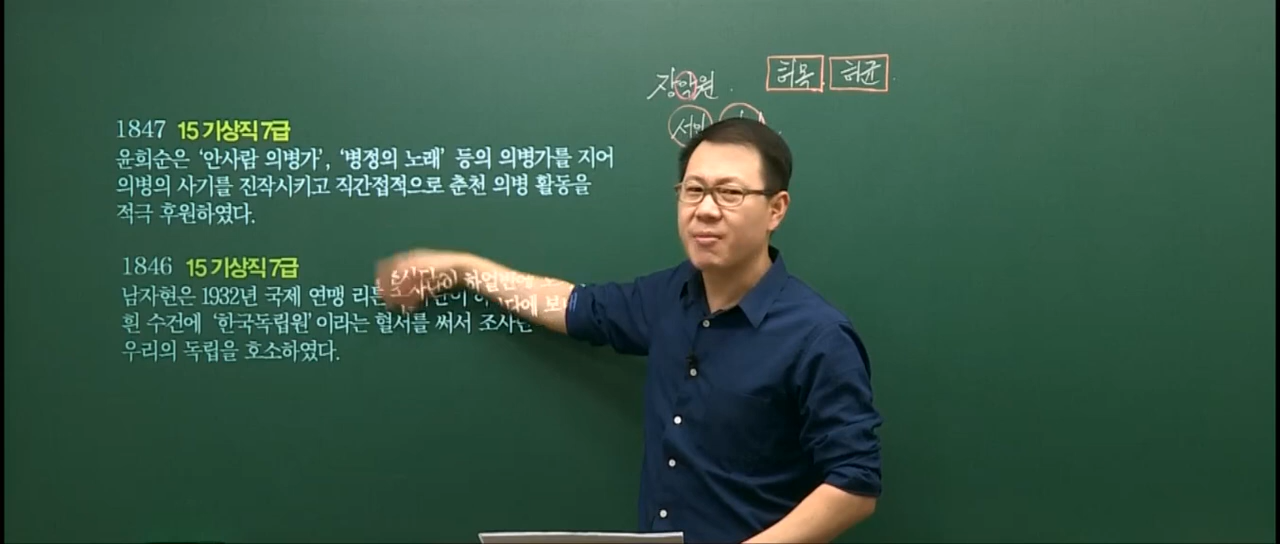 장악원 허목 허균
서인
1847 15 기상직 7급
윤희순은 ‘안사람 의병가’, ‘병정의 노래’ 등의 의병가를 지어
의병의 사기를 진작시키고 직간접적으로 춘천 의병 활동을
적극 후원하였다.
1846 15 기상직 7급
남자현은 1932년 국제 연맹 리튼
흰 수건에 ‘한국독립원’이라는 혈서를 써서
우리의 독립을 호소하였다.